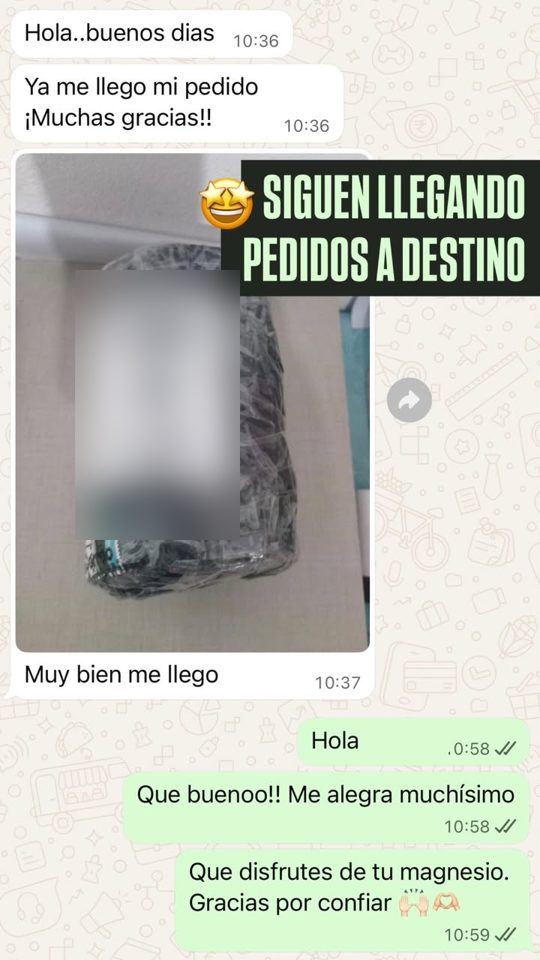 Hola..buenos dias 10:36
Ya me llego mi pedido
¡Muchas gracias!! 10:36
🤩 SIGUEN LLEGANDO
PEDIDOS A DESTINO
Muy bien me llego 10:37
Hola .0:58
Que buenoo!! Me alegra muchísimo
10:58
Que disfrutes de tu magnesio.
Gracias por confiar 🙌🏻🫶🏻
10:59